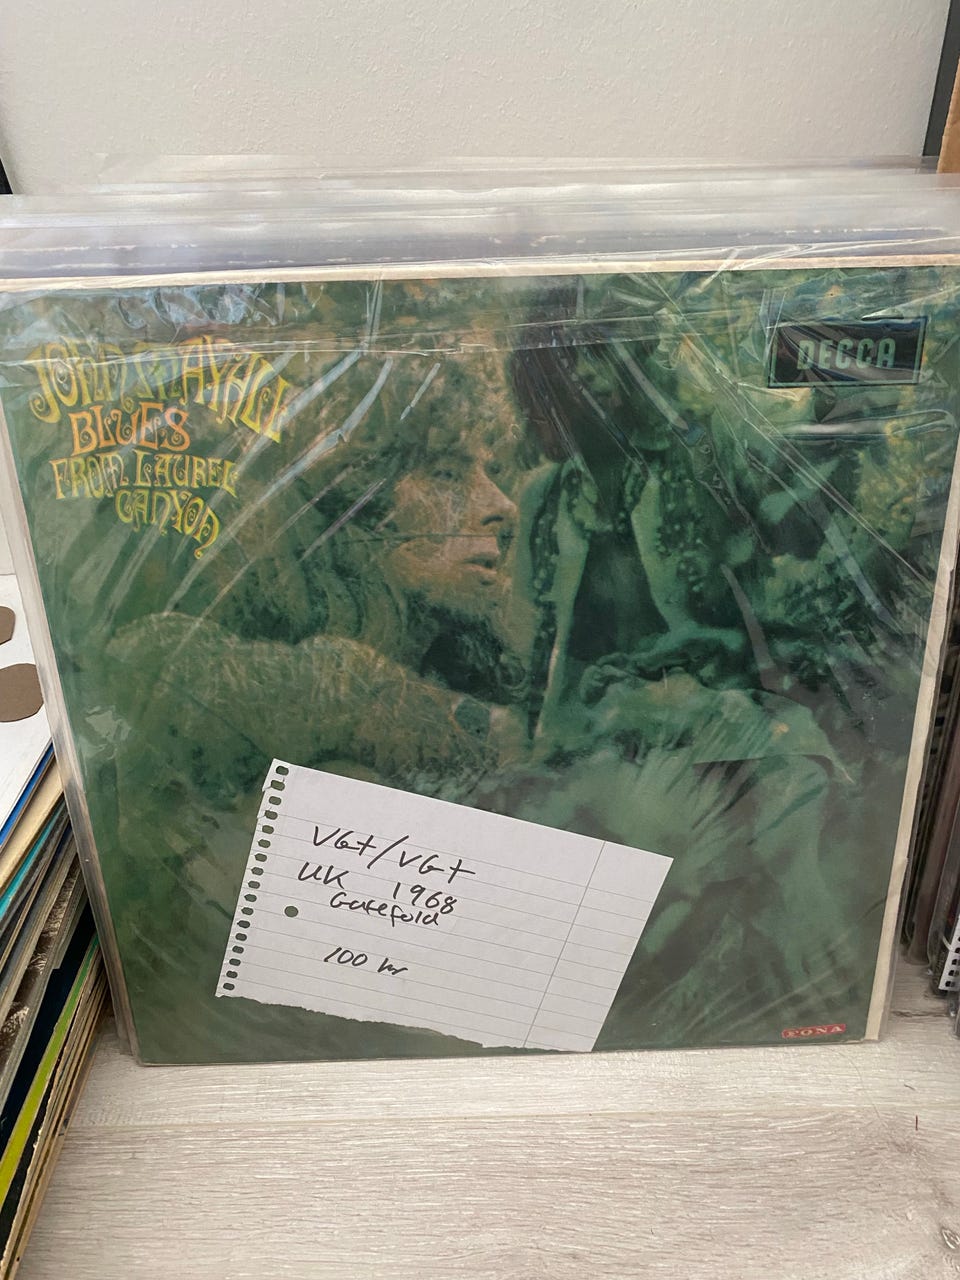 JOHN MAYALL
BLUES
FROM LAUREL
CANYON
DECCA
VG+/VG+
UK 1968
Gatefold
100 kr
FONA